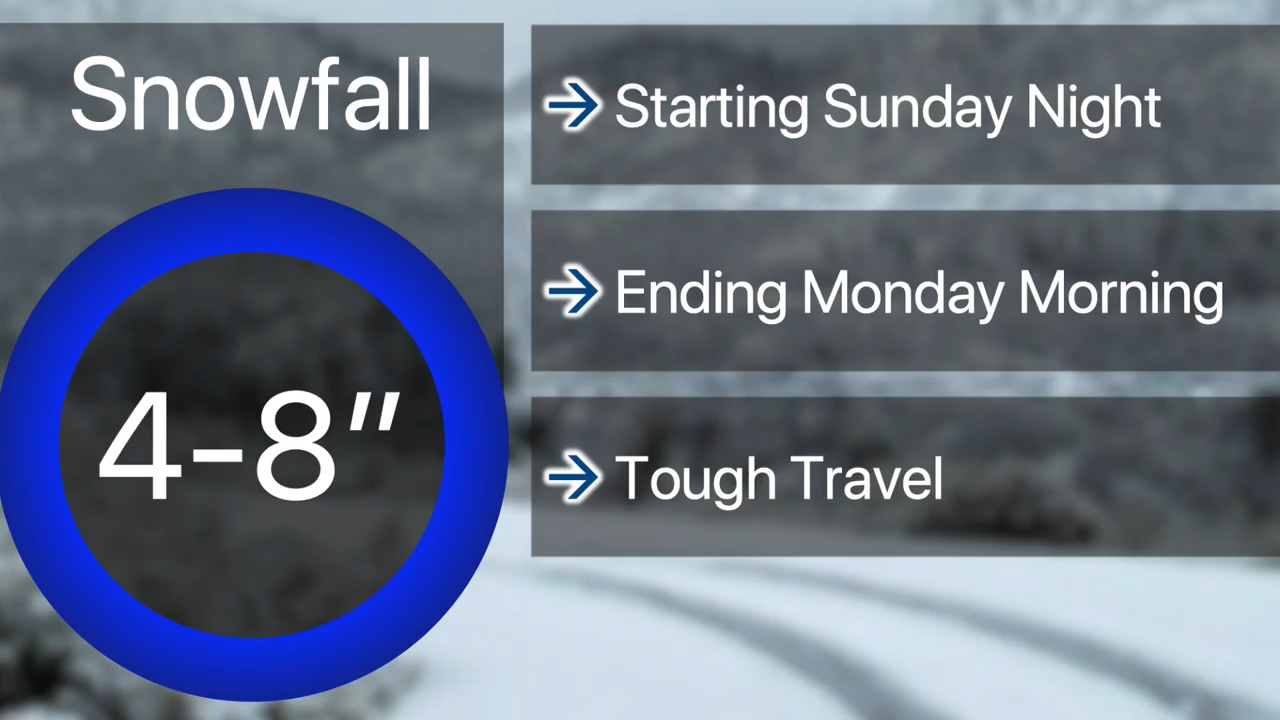 Snowfall
4-8"
Starting Sunday Night
Ending Monday Morning
Tough Travel